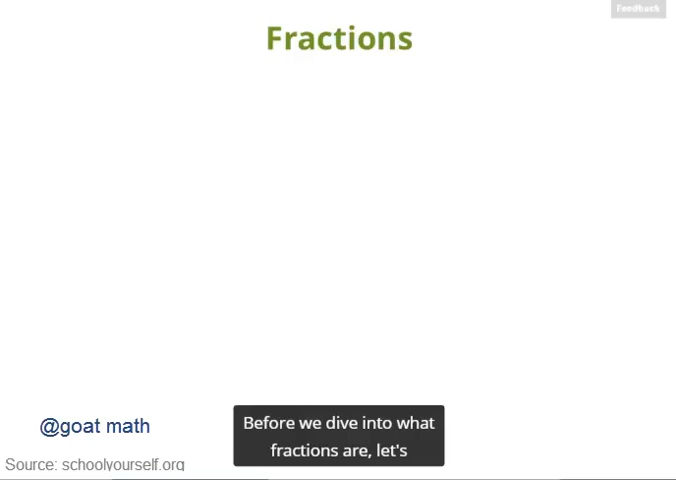 Feedback
Fractions
@goat math
Before we dive into what
fractions are, let's
Source: schoolyourself.org